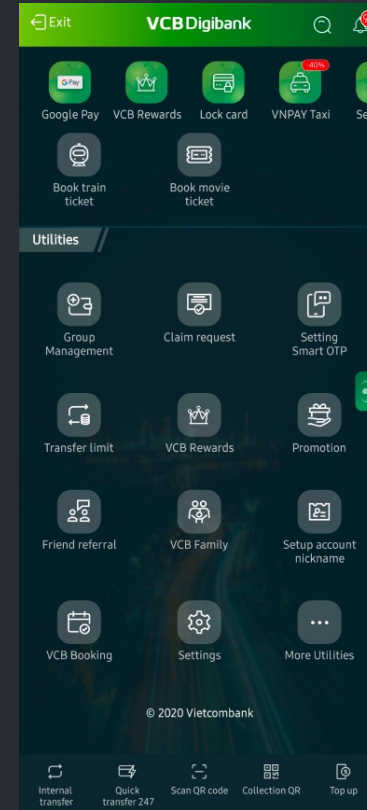 Exit
VCB Digibank
G Pay
-40%
Google Pay
VCB Rewards
Lock card
VNPAY Taxi
Book train
ticket
Book movie
ticket
Utilities
Group
Management
Claim request
Setting
Smart OTP
Transfer limit
VCB Rewards
Promotion
Friend referral
VCB Family
Setup account
nickname
VCB Booking
Settings
More Utilities
© 2020 Vietcombank
Internal
transfer
Quick
transfer 247
Scan QR code
Collection QR
Top up